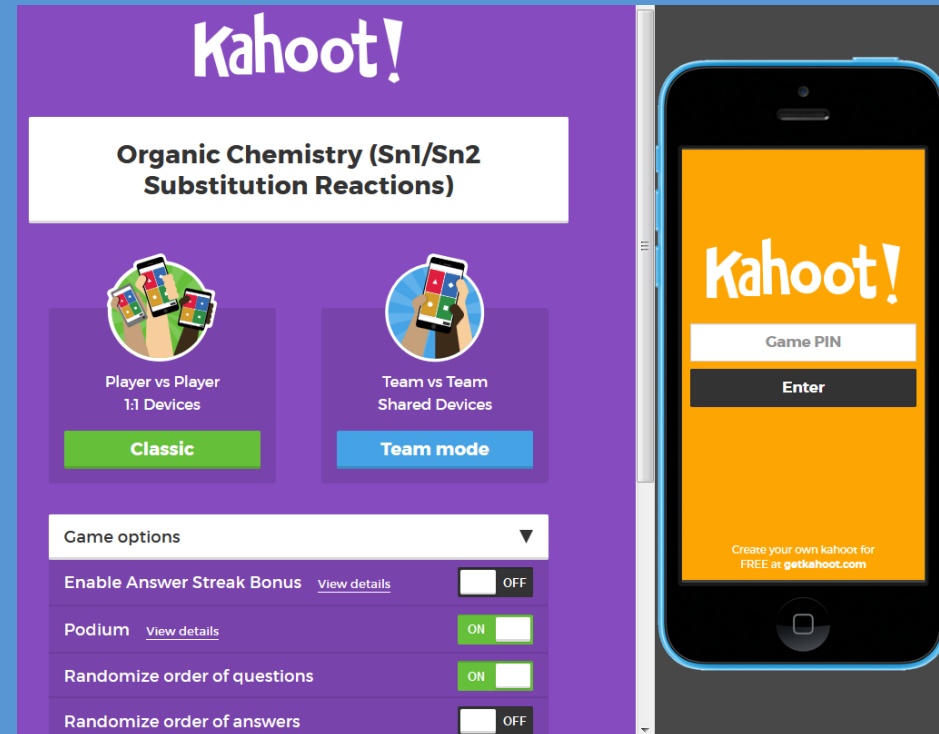 Kahoot!
Organic Chemistry (Sn1/Sn2
Substitution Reactions)
Player vs Player
1:1 Devices
Classic
Team vs Team
Shared Devices
Team mode
Game options ▼
Enable Answer Streak Bonus View details OFF
Podium View details ON
Randomize order of questions ON
Randomize order of answers OFF
Kahoot!
Game PIN
Enter
Create your own kahoot for
FREE at getkahoot.com